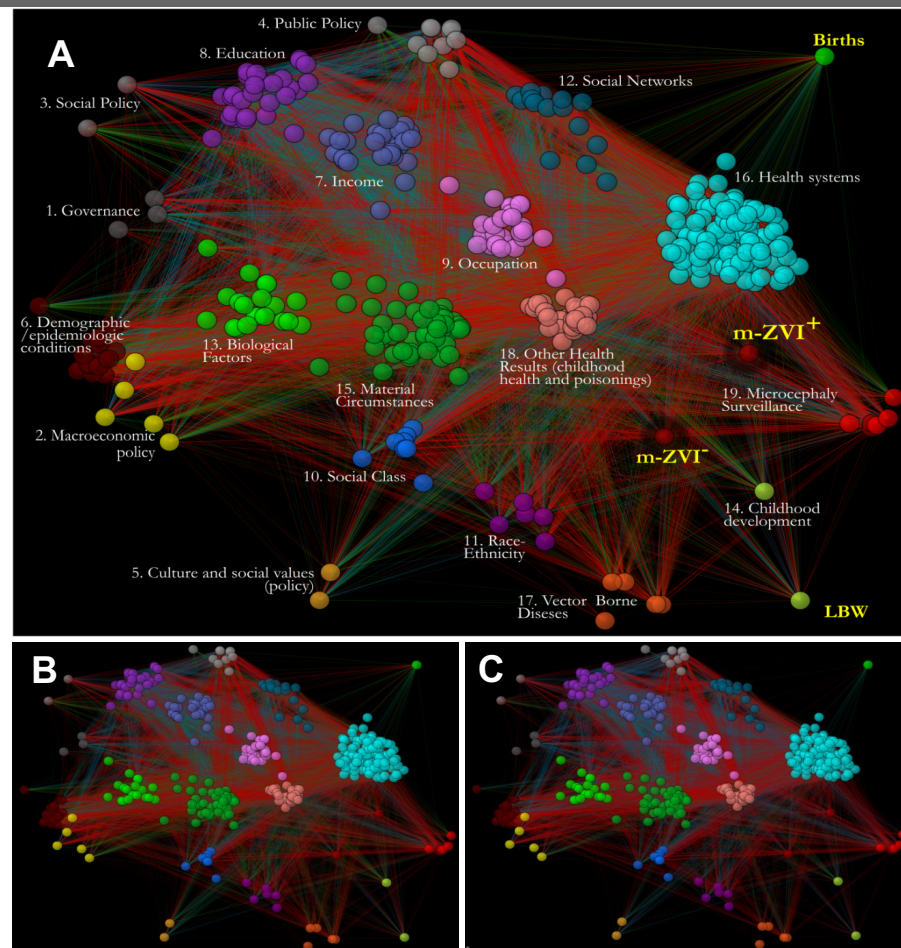 A
4. Public Policy
Births
8. Education
12. Social Networks
3. Social Policy
16. Health systems
7. Income
1. Governance
9. Occupation
6. Demographic
/epidemiologic
conditions
13. Biological
Factors
18. Other Health
Results (childhood
health and poisonings)
m-ZVI+
15. Material
Circumstances
19. Microcephaly
Surveillance
2. Macroeconomic
policy
m-ZVI-
10. Social Class
14. Childhood
development
11. Race-
Ethnicity
5. Culture and social values
(policy)
17. Vector Borne
Diseses
LBW
B
C